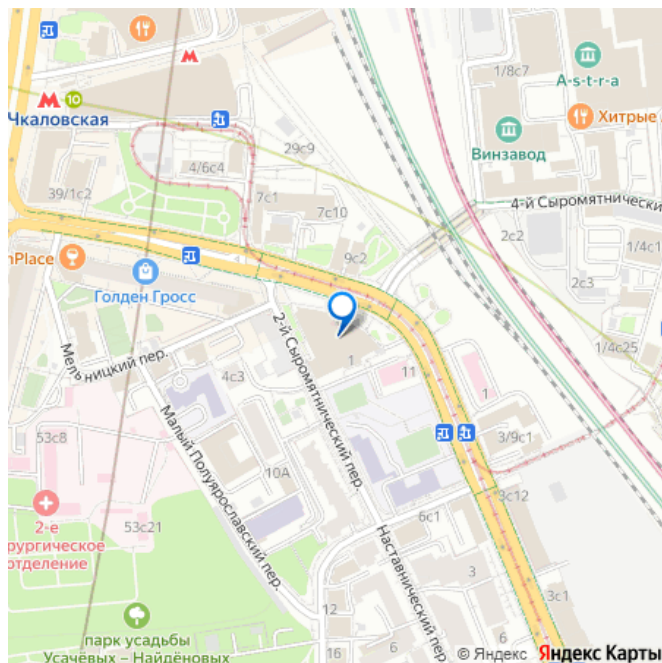 1/8с7
A-s-t-r-a
10
Чкаловская
Хитрые
29с9
Винзавод
4/6с4
39/1с2
7с1
4-й Сыромятнический
7с10
2с2
1/4с1
nPlace
9с2
2с3
Голден Гросс
Мельницкий пер.
2-й Сыромятнический пер.
1
1/4с25
4с3
11
1
Малый Полуярославский пер.
53с8
3/9с1
10А
3с12
2-е
рургическое
отделение
53с21
6с1
Наставнический пер.
3
3с1
12
парк усадьбы
Усачёвых – Найдёновых
16
6
6
© Яндекс Яндекс Карты